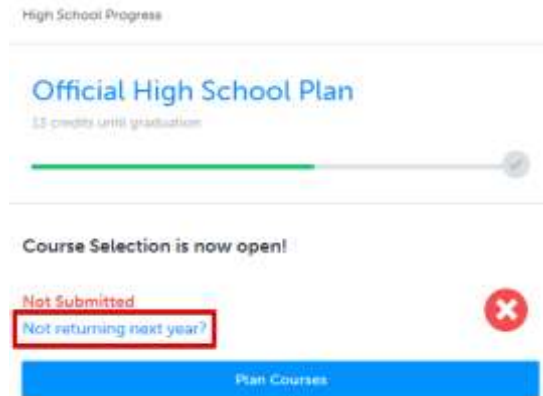 High School Progress
Official High School Plan
13 credits until graduation
Course Selection is now open!
Not Submitted
Not returning next year?
Plan Courses